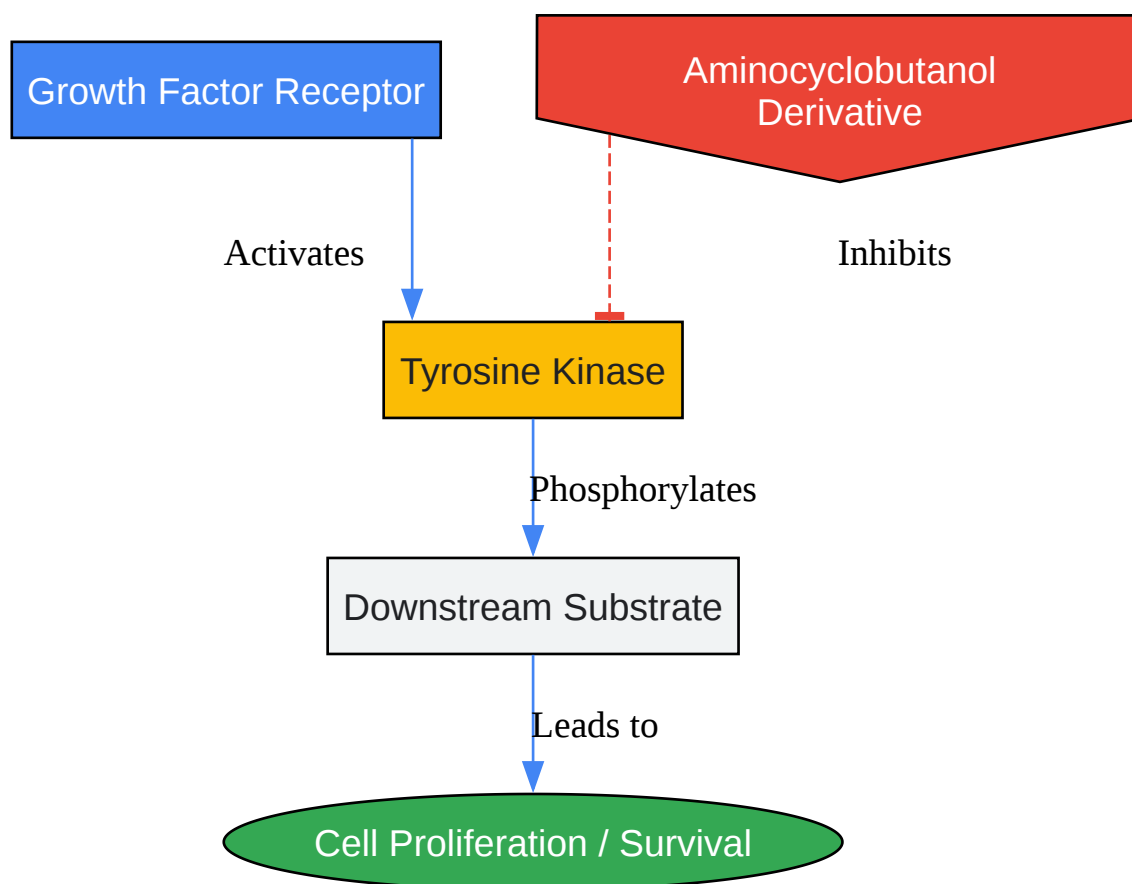 Growth Factor Receptor
Aminocyclobutanol
Derivative
Activates
Inhibits
Tyrosine Kinase
Phosphorylates
Downstream Substrate
Leads to
Cell Proliferation / Survival